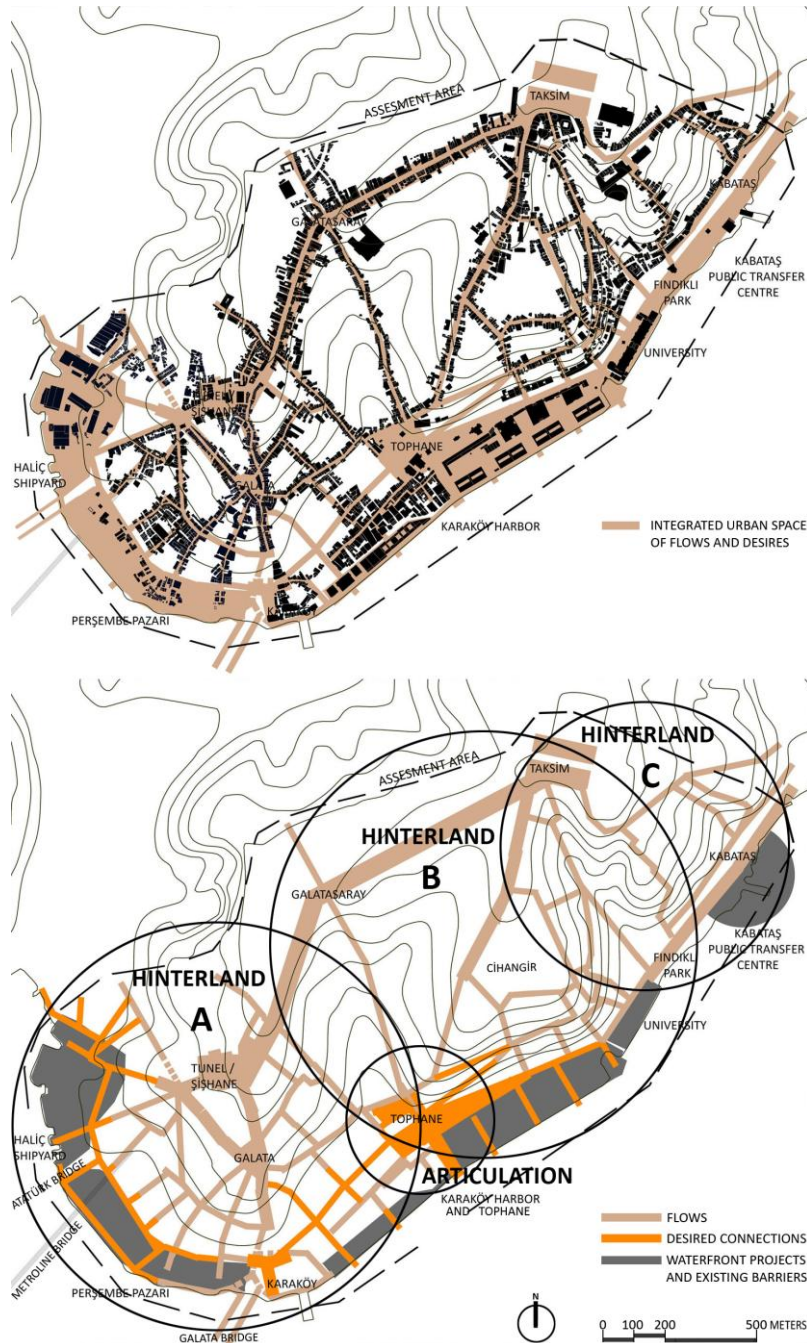 ASSESMENT AREA
TAKSİM
GALATASARAY
KABATAŞ
KABATAŞ
PUBLIC TRANSFER
CENTRE
FINDIKLI
PARK
UNIVERSITY
ŞİŞHANE
TOPHANE
HALİÇ
SHIPYARD
GALATA
KARAKÖY HARBOR
INTEGRATED URBAN SPACE
OF FLOWS AND DESIRES
PERŞEMBE PAZARI
KARAKÖY
HINTERLAND
C
ASSESMENT AREA
TAKSİM
HINTERLAND
B
GALATASARAY
KABATAŞ
KABATAŞ
PUBLIC TRANSFER
CENTRE
CİHANGİR
FINDIKLI
PARK
HINTERLAND
A
UNIVERSITY
TUNEL /
ŞİŞHANE
TOPHANE
HALİÇ
SHIPYARD
GALATA
ATATÜRK BRIDGE
ARTICULATION
KARAKÖY HARBOR
AND TOPHANE
METROLINE BRIDGE
FLOWS
DESIRED CONNECTIONS
WATERFRONT PROJECTS
AND EXISTING BARRIERS
PERŞEMBE PAZARI
KARAKÖY
GALATA BRIDGE
N
0 100 200 500 METERS